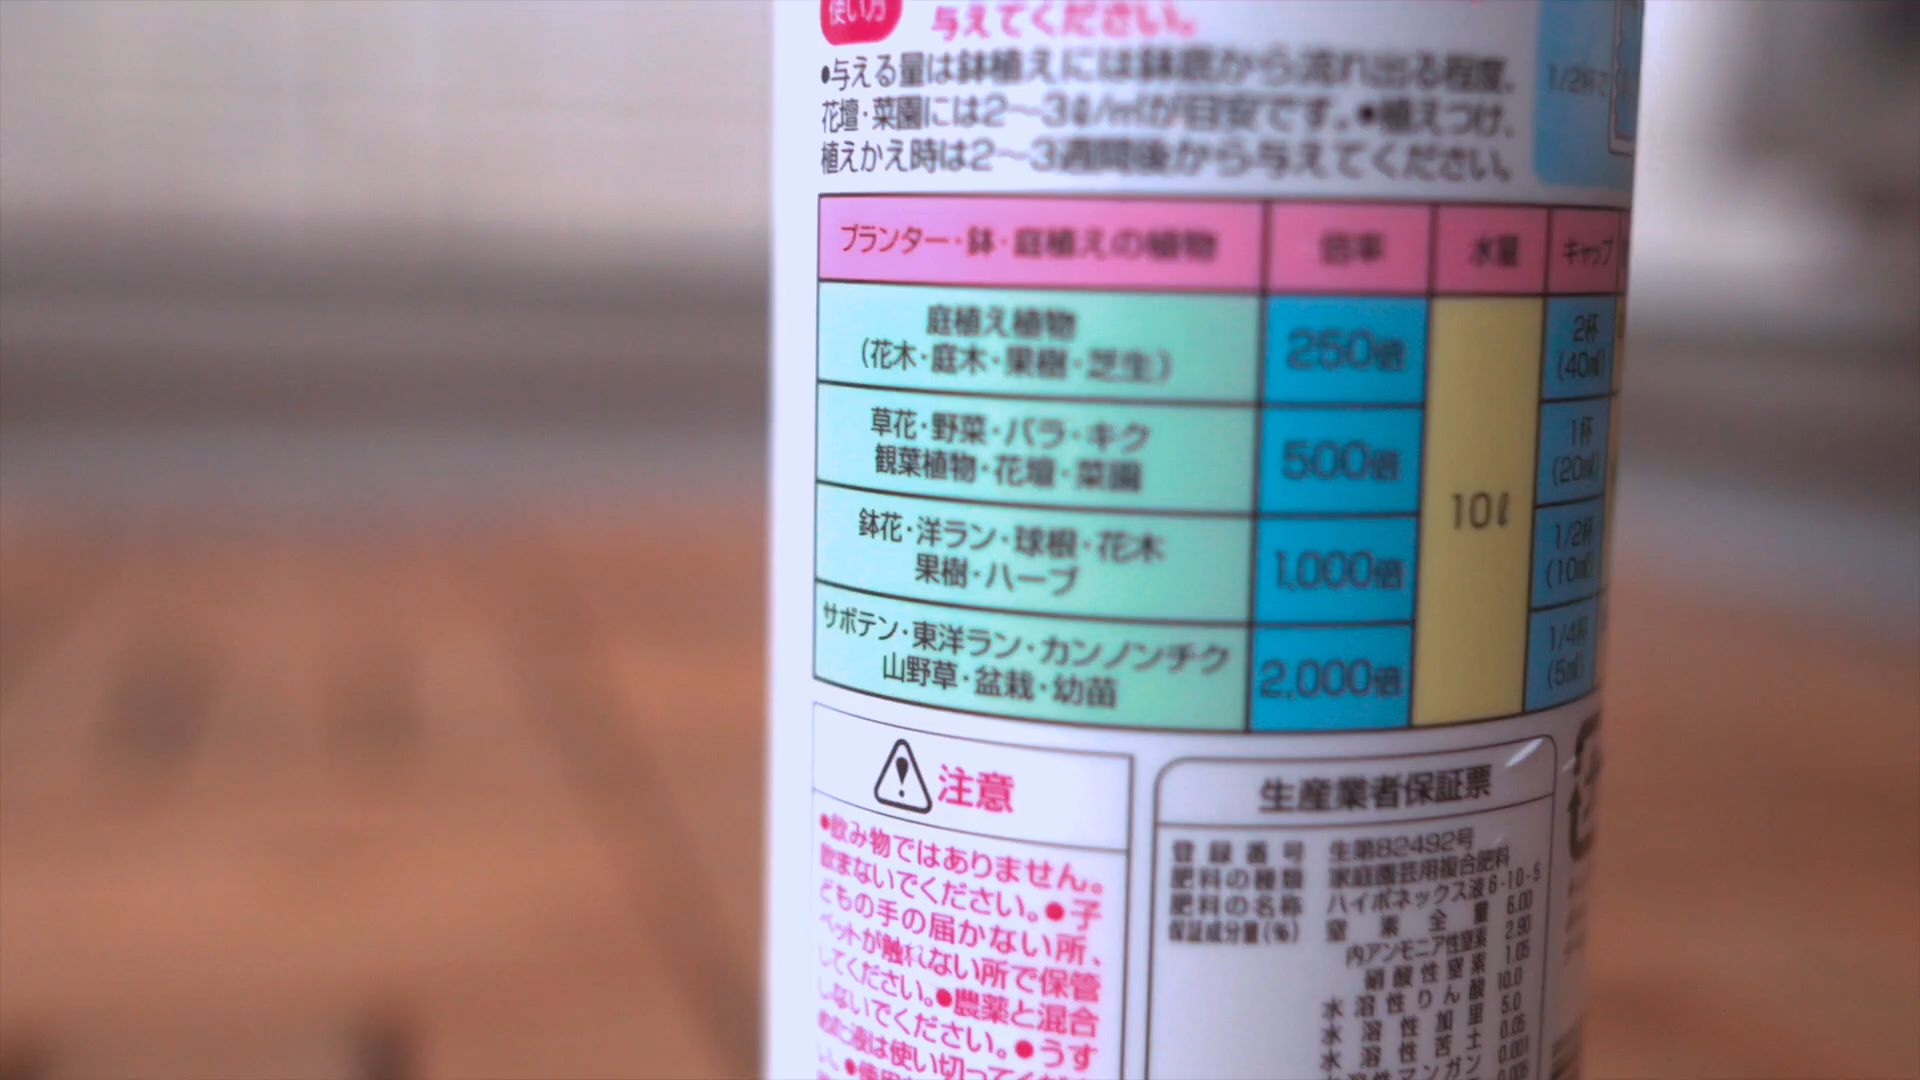 使い方
与えてください。
●与える量は鉢植えには鉢底から流れ出る程度、
花壇・菜園には2〜3ℓ/㎡が目安です。●植えつけ、
植えかえ時は2〜3週間後から与えてください。
1/2杯で
プランター・鉢・庭植えの植物 倍率 水量 キャップ
庭植え植物
(花木・庭木・果樹・芝生)
250倍
2杯
(40㎖)
草花・野菜・バラ・キク
観葉植物・花壇・菜園
500倍
1杯
(20㎖)
鉢花・洋ラン・球根・花木
果樹・ハーブ
1,000倍
1/2杯
(10㎖)
サボテン・東洋ラン・カンノンチク
山野草・盆栽・幼苗
2,000倍
1/4杯
(5㎖)
10ℓ
注意
●飲み物ではありません。
飲まないでください。●子
どもの手の届かない所、
ペットが触れない所で保管
してください。●農薬と混合
しないでください。●うす
めた液は使い切ってくだ
生産業者保証票
登録番号 生第82492号
肥料の種類 家庭園芸用複合肥料
肥料の名称 ハイポネックス液6-10-5
保証成分量(%) 窒素全量 6.00
内アンモニア性窒素 2.90
硝酸性窒素 1.05
水溶性りん酸 10.0
水溶性加里 5.0
水溶性苦土 0.05
水溶性マンガン 0.001
0.005